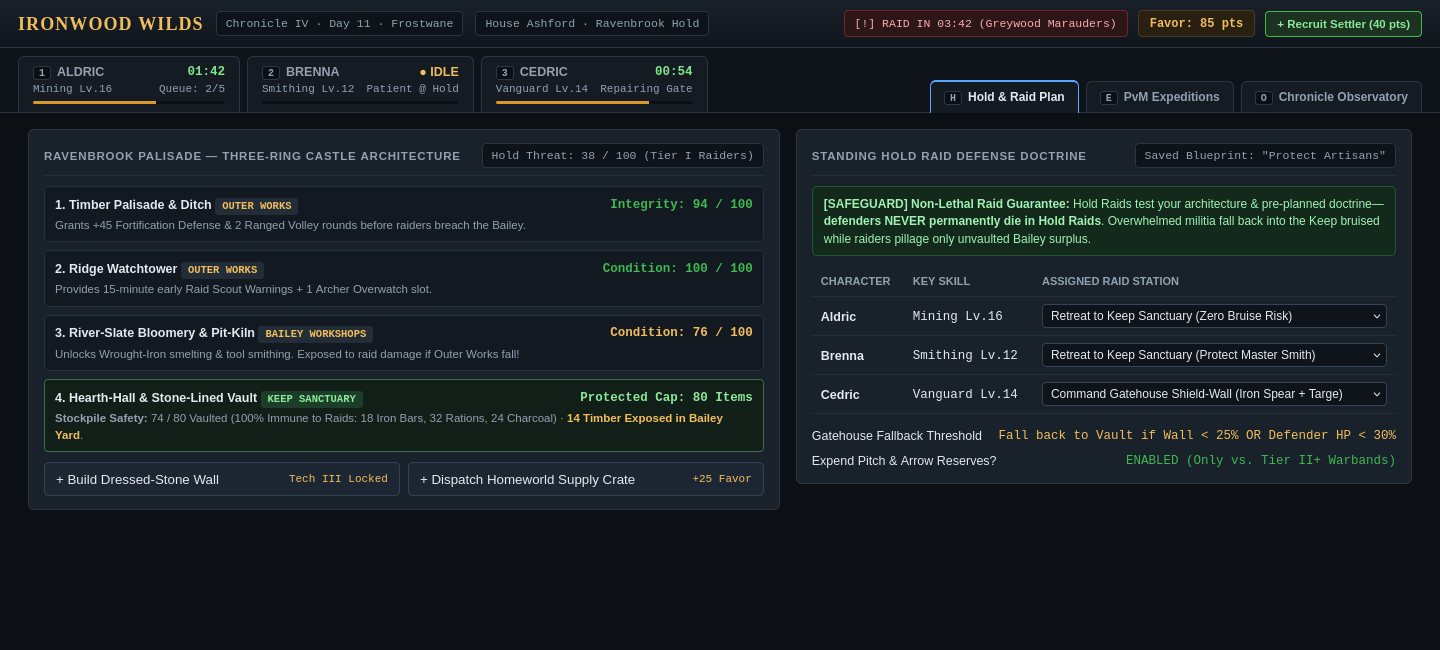 IRONWOOD WILDS
Chronicle IV · Day 11 · Frostwane
House Ashford · Ravenbrook Hold
[!] RAID IN 03:42 (Greywood Marauders)
Favor: 85 pts
+ Recruit Settler (40 pts)
1 ALDRIC 01:42
Mining Lv.16 Queue: 2/5
2 BRENNA ● IDLE
Smithing Lv.12 Patient @ Hold
3 CEDRIC 00:54
Vanguard Lv.14 Repairing Gate
H Hold & Raid Plan
E PvM Expeditions
O Chronicle Observatory
RAVENBROOK PALISADE — THREE-RING CASTLE ARCHITECTURE
Hold Threat: 38 / 100 (Tier I Raiders)
1. Timber Palisade & Ditch OUTER WORKS Integrity: 94 / 100
Grants +45 Fortification Defense & 2 Ranged Volley rounds before raiders breach the Bailey.
2. Ridge Watchtower OUTER WORKS Condition: 100 / 100
Provides 15-minute early Raid Scout Warnings + 1 Archer Overwatch slot.
3. River-Slate Bloomery & Pit-Kiln BAILEY WORKSHOPS Condition: 76 / 100
Unlocks Wrought-Iron smelting & tool smithing. Exposed to raid damage if Outer Works fall!
4. Hearth-Hall & Stone-Lined Vault KEEP SANCTUARY Protected Cap: 80 Items
Stockpile Safety: 74 / 80 Vaulted (100% Immune to Raids: 18 Iron Bars, 32 Rations, 24 Charcoal) · 14 Timber Exposed in Bailey
Yard.
+ Build Dressed-Stone Wall Tech III Locked
+ Dispatch Homeworld Supply Crate +25 Favor
STANDING HOLD RAID DEFENSE DOCTRINE
Saved Blueprint: "Protect Artisans"
[SAFEGUARD] Non-Lethal Raid Guarantee: Hold Raids test your architecture & pre-planned doctrine—
defenders NEVER permanently die in Hold Raids. Overwhelmed militia fall back into the Keep bruised
while raiders pillage only unvaulted Bailey surplus.
CHARACTER KEY SKILL ASSIGNED RAID STATION
Aldric Mining Lv.16 Retreat to Keep Sanctuary (Zero Bruise Risk)
Brenna Smithing Lv.12 Retreat to Keep Sanctuary (Protect Master Smith)
Cedric Vanguard Lv.14 Command Gatehouse Shield-Wall (Iron Spear + Targe)
Gatehouse Fallback Threshold Fall back to Vault if Wall < 25% OR Defender HP < 30%
Expend Pitch & Arrow Reserves? ENABLED (Only vs. Tier II+ Warbands)